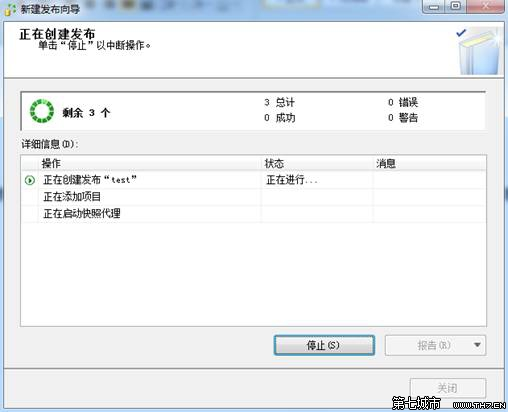 新建发布向导
正在创建发布
单击“停止”以中断操作。
剩余 3 个
3 总计
0 错误
0 成功
0 警告
详细信息(D):
操作 状态 消息
正在创建发布“test” 正在进行...
正在添加项目
正在启动快照代理
停止(S)
报告(R)
关闭
第七城市 WWW.TH7.CN